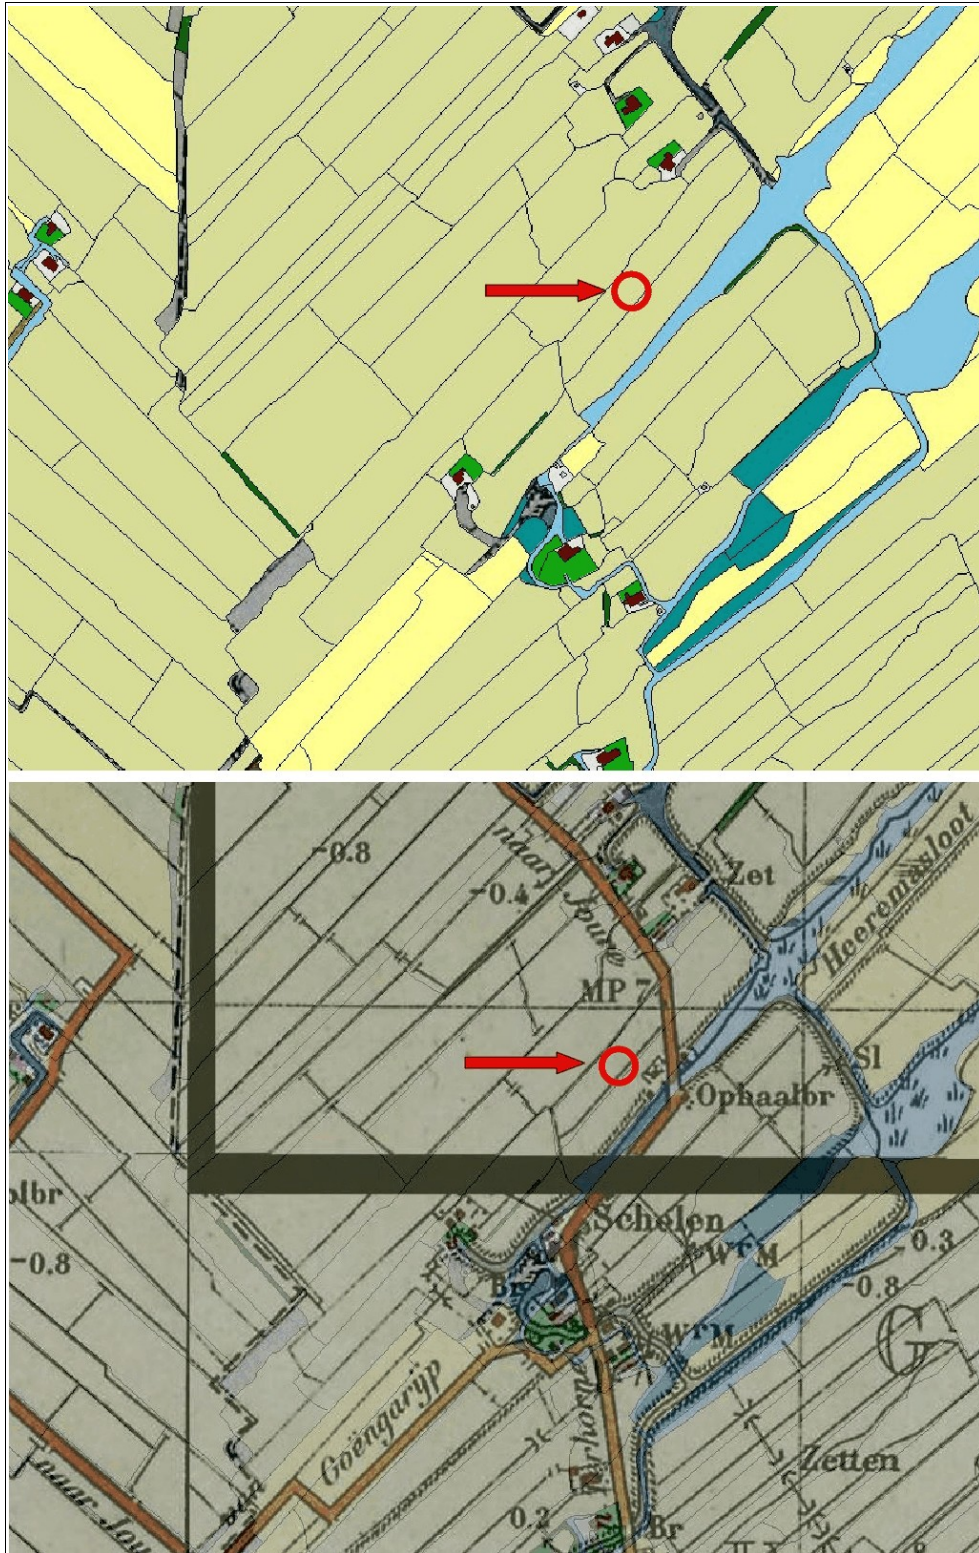 -0.8
naar Jouwe
-0.4
Zet
Heeremasloot
MP 7
Sl
Ophaalbr
olbr
-0.8
Schelen
WrM
-0.3
-0.8
Br
WrM
G
Goëngarijp
Zetten
naar Jou
0.2
Br